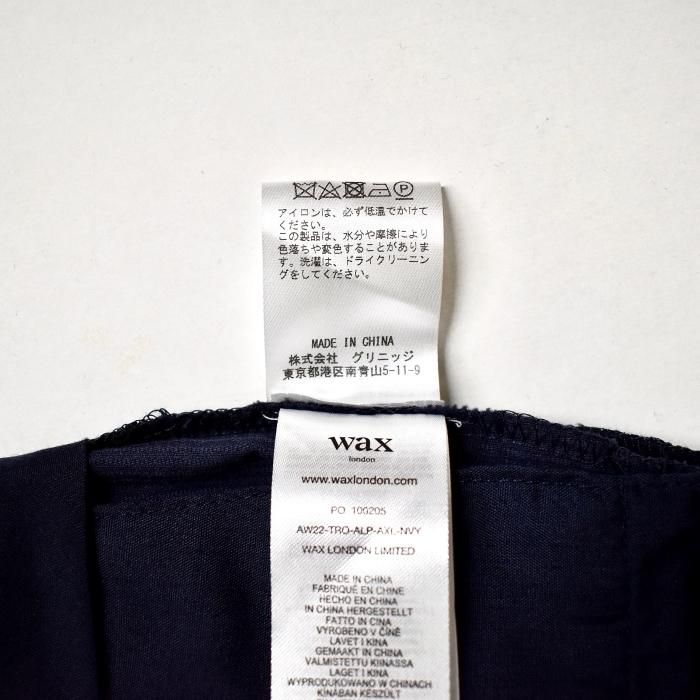 アイロンは、必ず低温でかけて
ください。
この製品は、水分や摩擦により
色落ちや変色することがありま
す。洗濯は、ドライクリーニン
グをしてください。
MADE IN CHINA
株式会社 グリニッジ
東京都港区南青山5-11-9
wax
london
www.waxlondon.com
PO 100205
AW22-TRO-ALP-AXL-NVY
WAX LONDON LIMITED
MADE IN CHINA
FABRIQUÉ EN CHINE
HECHO EN CHINA
IN CHINA HERGESTELLT
FATTO IN CINA
VYROBENO V ČÍNĚ
LAVET I KINA
GEMAAKT IN CHINA
VALMISTETTU KIINASSA
LAGET I KINA
WYPRODUKOWANO W CHINACH
KÍNÁBAN KÉSZÜLT